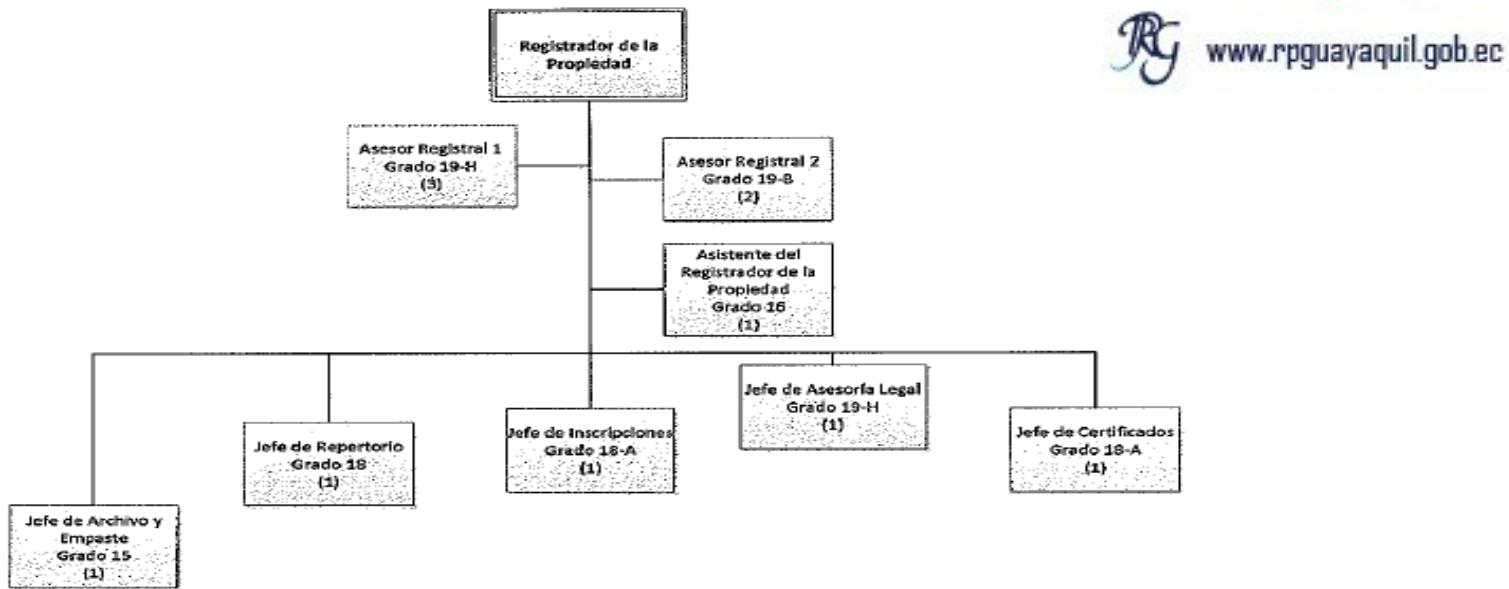 RPG www.rpguayaquil.gob.ec
Registrador de la
Propiedad
Asesor Registral 1
Grado 19-H
(3)
Asesor Registral 2
Grado 19-B
(2)
Asistente del
Registrador de la
Propiedad
Grado 16
(1)
Jefe de Archivo y
Empaste
Grado 15
(1)
Jefe de Repertorio
Grado 18
(1)
Jefe de Inscripciones
Grado 18-A
(1)
Jefe de Asesoría Legal
Grado 19-H
(1)
Jefe de Certificados
Grado 18-A
(1)